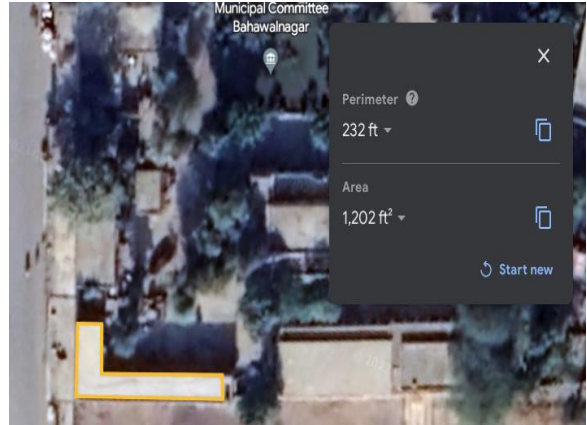 Municipal Committee
Bahawalnagar
Perimeter
232 ft
Area
1,202 ft²
Start new